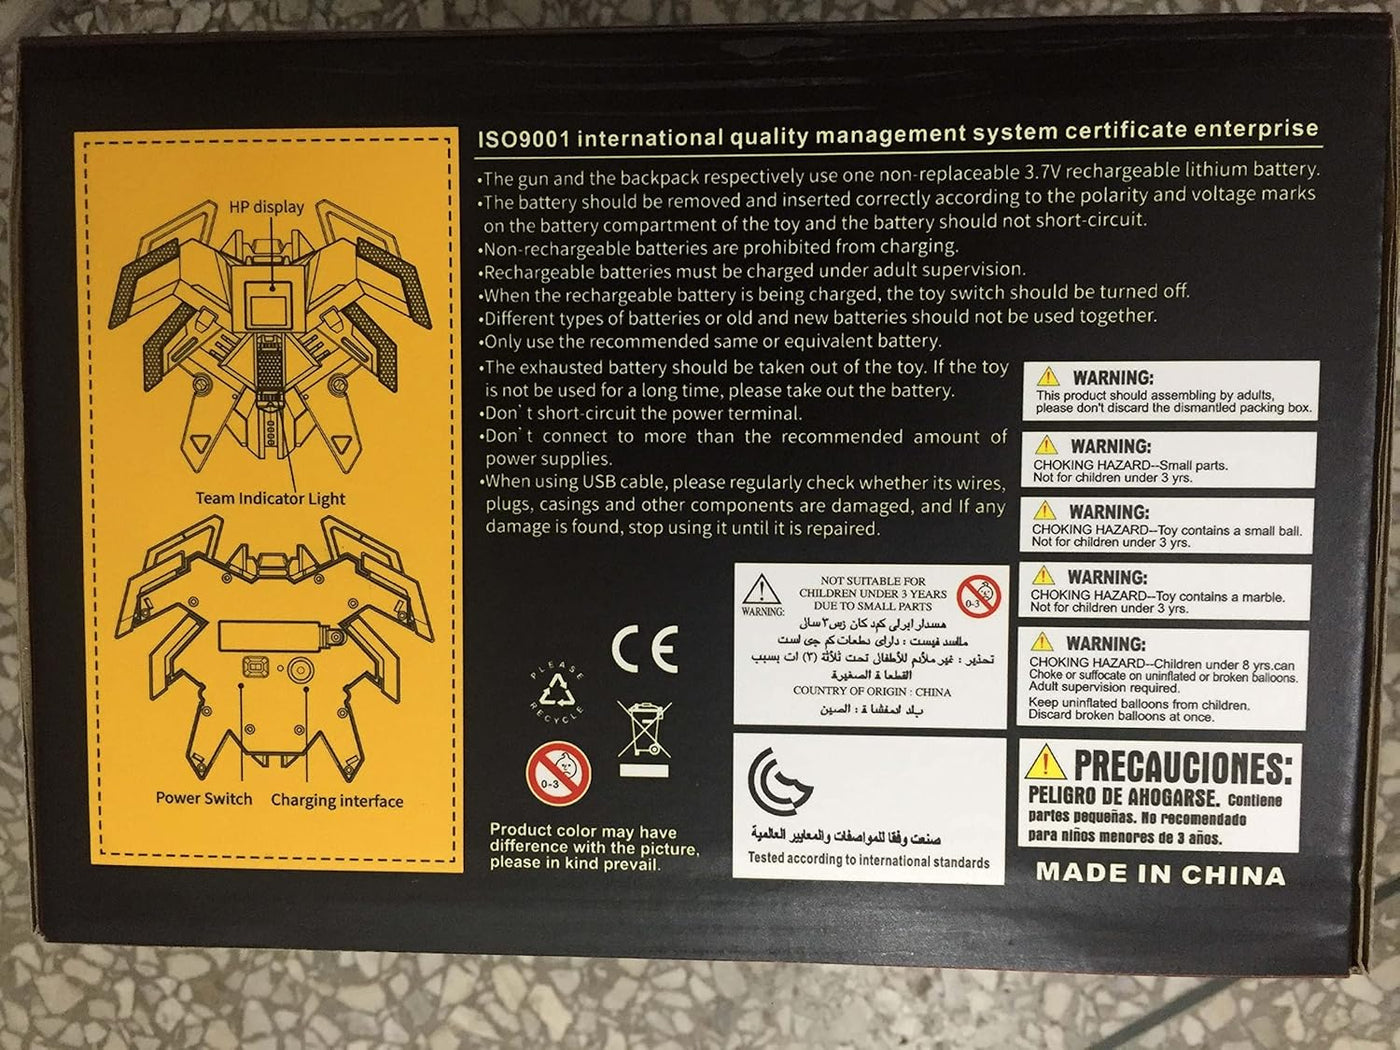 HP display
Team Indicator Light
Power Switch
Charging interface
ISO9001 international quality management system certificate enterprise
•The gun and the backpack respectively use one non-replaceable 3.7V rechargeable lithium battery.
•The battery should be removed and inserted correctly according to the polarity and voltage marks
on the battery compartment of the toy and the battery should not short-circuit.
•Non-rechargeable batteries are prohibited from charging.
•Rechargeable batteries must be charged under adult supervision.
•When the rechargeable battery is being charged, the toy switch should be turned off.
•Different types of batteries or old and new batteries should not be used together.
•Only use the recommended same or equivalent battery.
•The exhausted battery should be taken out of the toy. If the toy
is not be used for a long time, please take out the battery.
•Don`t short-circuit the power terminal.
•Don`t connect to more than the recommended amount of
power supplies.
•When using USB cable, please regularly check whether its wires,
plugs, casings and other components are damaged, and If any
damage is found, stop using it until it is repaired.
PLEASE
RECYCLE
CE
0-3
Product color may have
difference with the picture,
please in kind prevail.
WARNING:
NOT SUITABLE FOR
CHILDREN UNDER 3 YEARS
DUE TO SMALL PARTS
0-3
تحذير : غير ملائم للأطفال تحت ثلاثة (٣) ات بسبب
COUNTRY OF ORIGIN : CHINA
صنعت وفقا للمواصفات والمعايير العالمية
Tested according to international standards
WARNING:
This product should assembling by adults,
please don't discard the dismantled packing box.
WARNING:
CHOKING HAZARD--Small parts.
Not for children under 3 yrs.
WARNING:
CHOKING HAZARD--Toy contains a small ball.
Not for children under 3 yrs.
WARNING:
CHOKING HAZARD--Toy contains a marble.
Not for children under 3 yrs.
WARNING:
CHOKING HAZARD--Children under 8 yrs.can
Choke or suffocate on uninflated or broken balloons.
Adult supervision required.
Keep uninflated balloons from children.
Discard broken balloons at once.
PRECAUCIONES:
PELIGRO DE AHOGARSE. Contiene
partes pequeñas. No recomendado
para niños menores de 3 años.
MADE IN CHINA